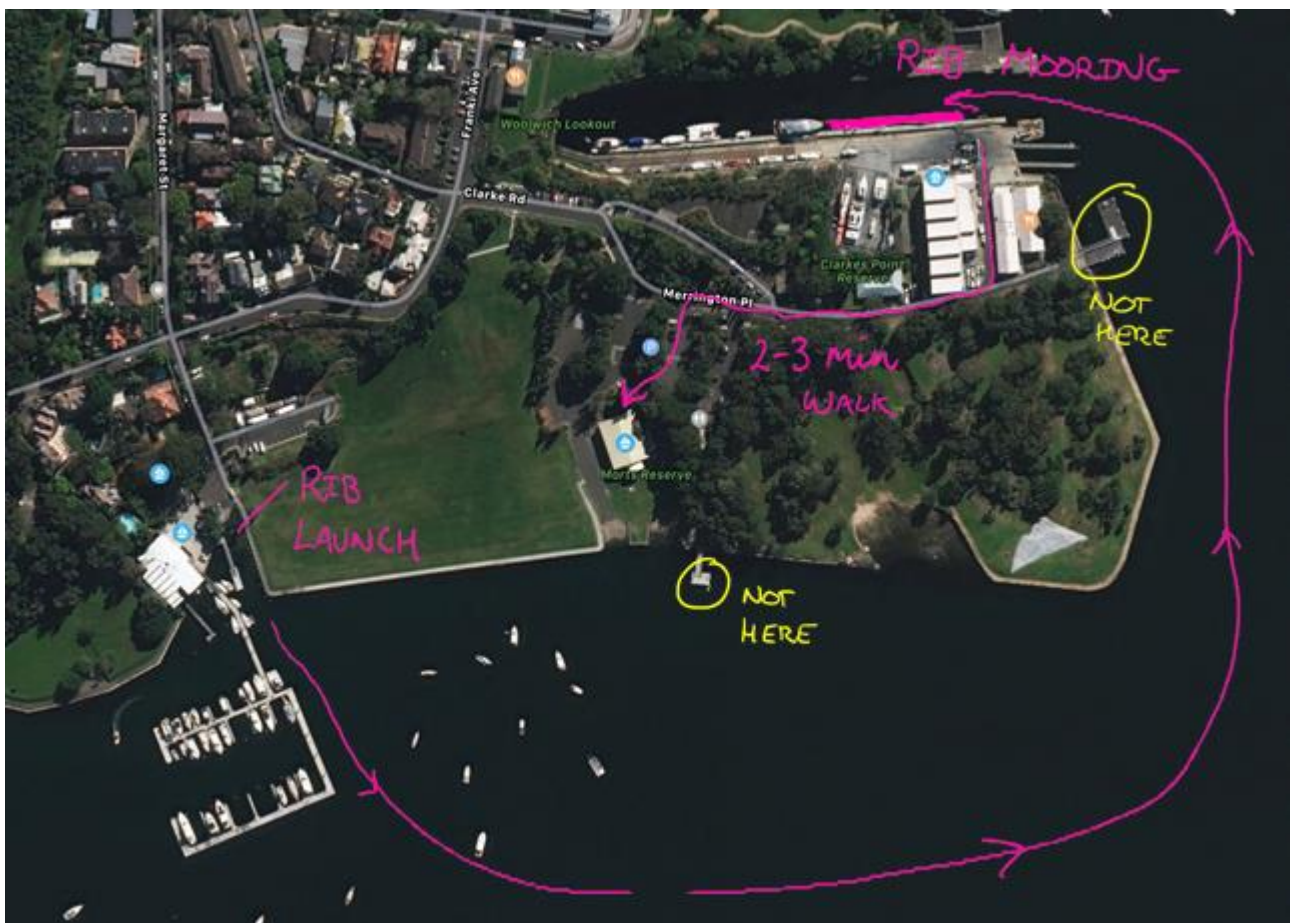 RIB MOORING
Woolwich Lookout
Margaret St
Franki Ave
Clarke Rd
Clarkes Point
Reserve
Merrington Pl
NOT
HERE
2-3 min
WALK
P
Morts Reserve
RIB
LAUNCH
NOT
HERE